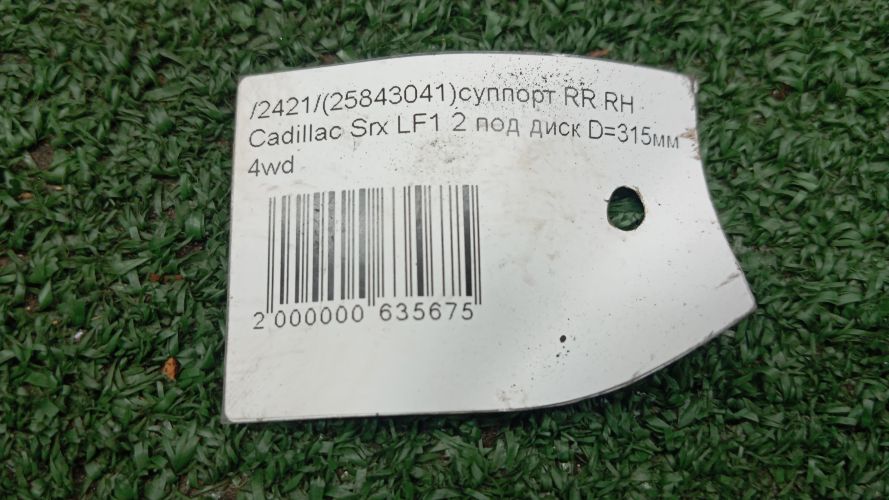 /2421/(25843041)суппорт RR RH
Cadillac Srx LF1 2 под диск D=315мм
4wd
2 000000 635675